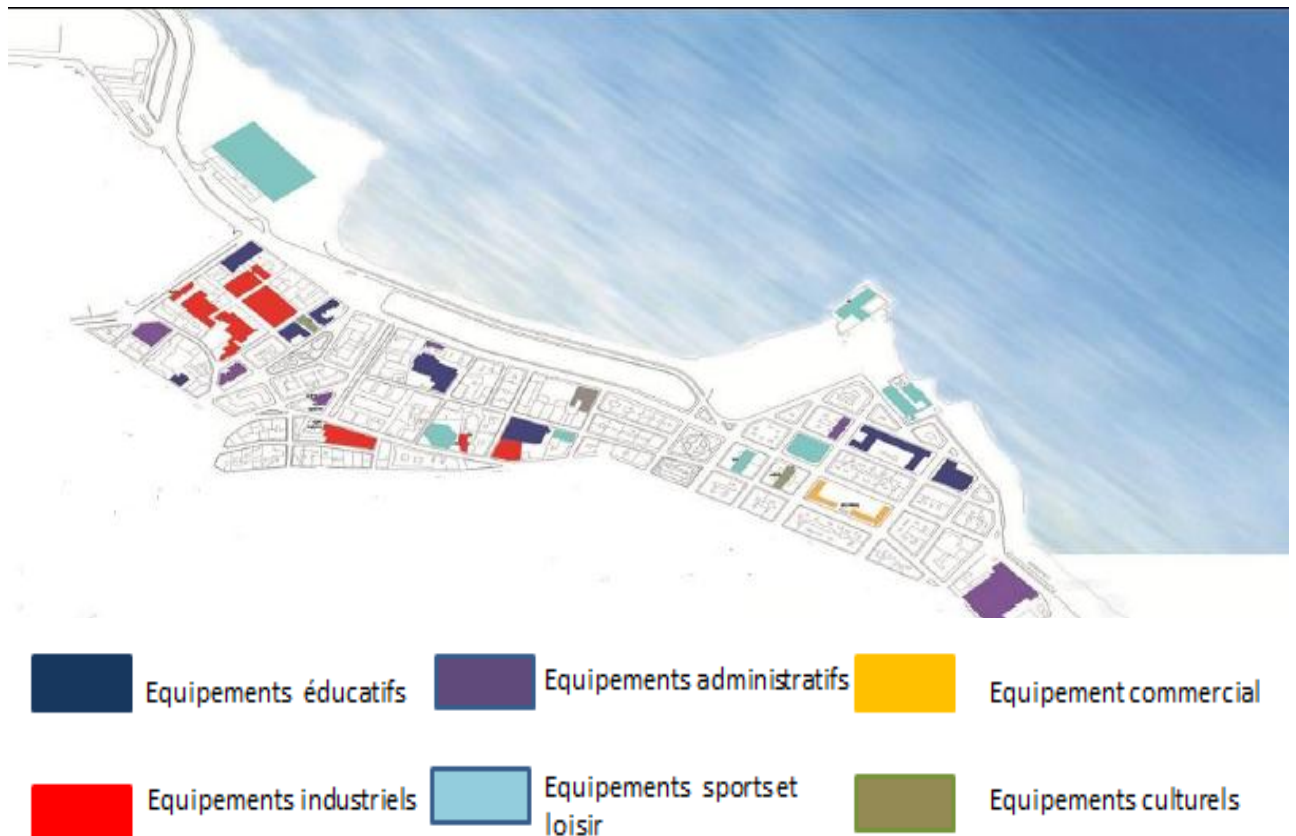 Equipements éducatifs
Equipements administratifs
Equipement commercial
Equipements industriels
Equipements sports et
loisir
Equipements culturels